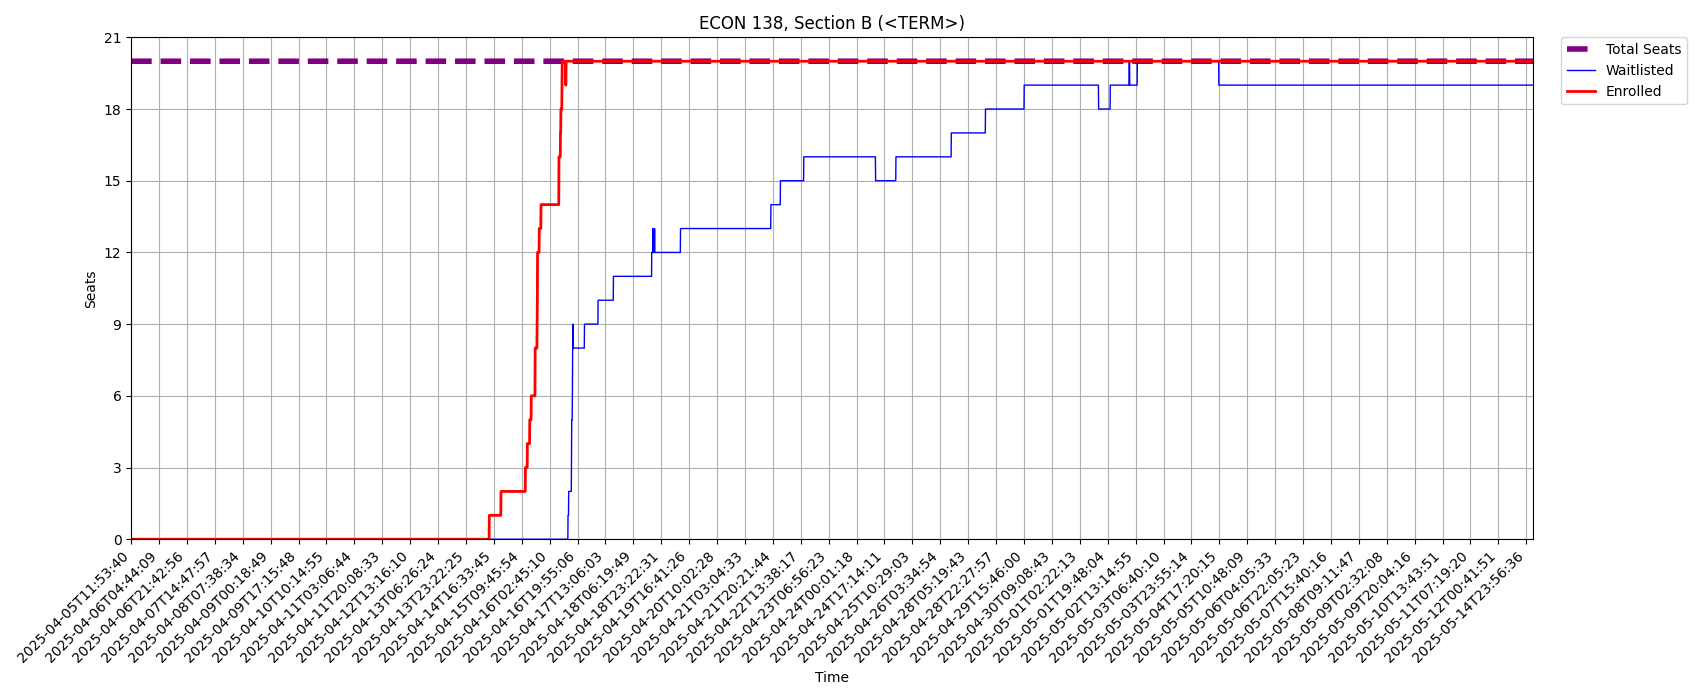 ECON 138, Section B (<TERM>)
Total Seats
Waitlisted
Enrolled
21
18
15
12
9
6
3
0
Seats
2025-04-05T11:53:40
2025-04-06T04:44:09
2025-04-06T21:42:56
2025-04-07T14:47:57
2025-04-08T07:38:34
2025-04-09T00:18:49
2025-04-09T17:15:48
2025-04-10T10:14:55
2025-04-11T03:06:44
2025-04-11T20:08:33
2025-04-12T13:16:10
2025-04-13T06:26:24
2025-04-13T23:22:25
2025-04-14T16:33:45
2025-04-15T09:45:54
2025-04-16T02:45:10
2025-04-16T19:55:06
2025-04-17T13:06:03
2025-04-18T06:19:49
2025-04-18T23:22:31
2025-04-19T16:41:26
2025-04-20T10:02:28
2025-04-21T03:04:33
2025-04-21T20:21:44
2025-04-22T13:38:17
2025-04-23T06:56:23
2025-04-24T00:01:18
2025-04-24T17:14:11
2025-04-25T10:29:03
2025-04-26T03:34:54
2025-04-28T05:19:43
2025-04-28T22:27:57
2025-04-29T15:46:00
2025-04-30T09:08:43
2025-05-01T02:22:13
2025-05-01T19:48:04
2025-05-02T13:14:55
2025-05-03T06:40:10
2025-05-03T23:55:14
2025-05-04T17:20:15
2025-05-05T10:48:09
2025-05-06T04:05:33
2025-05-06T22:05:23
2025-05-07T15:40:16
2025-05-08T09:11:47
2025-05-09T02:32:08
2025-05-09T20:04:16
2025-05-10T13:43:51
2025-05-11T07:19:20
2025-05-12T00:41:51
2025-05-14T23:56:36
Time